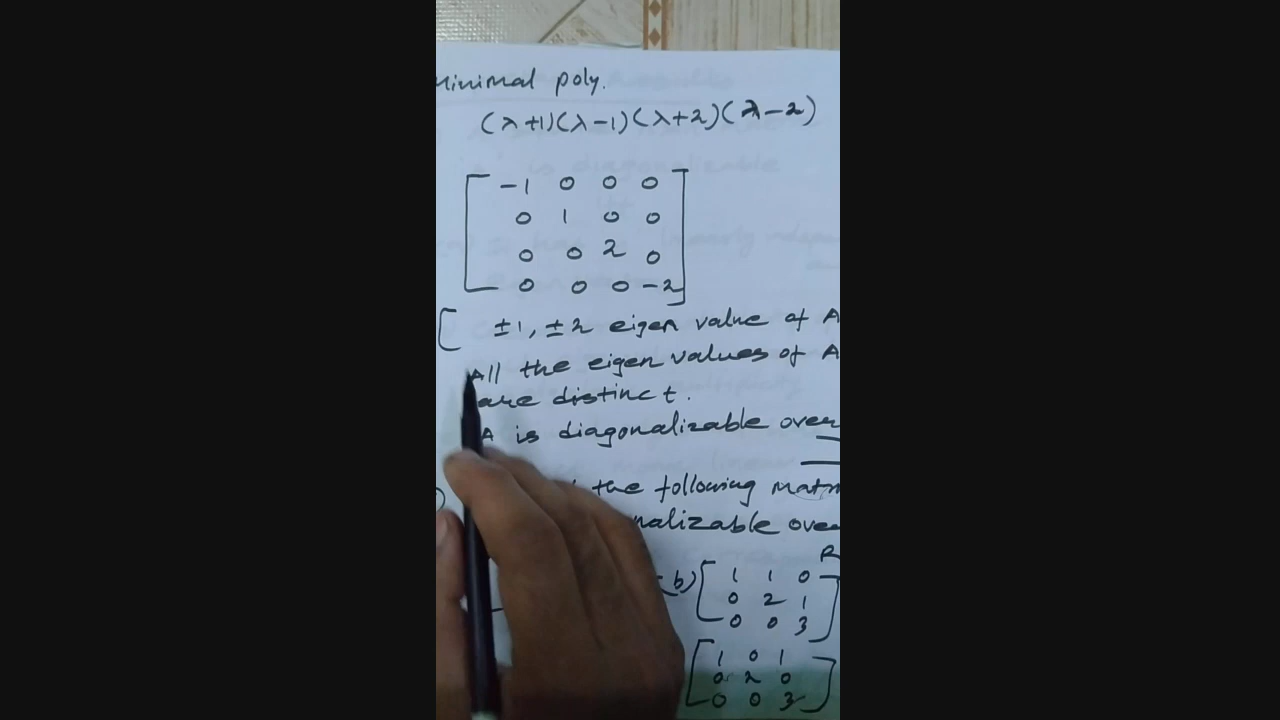 Minimal poly.
(λ+1)(λ-1)(λ+2)(λ-2)
[ -1 0 0 0
0 1 0 0
0 0 2 0
0 0 0 -2 ]
[ ±1, ±2 eigen value of A
All the eigen values of A
are distinct.
A is diagonalizable over
the following
over
R
(b) [ 1 1 0
0 2 1
0 0 3 ]
[ 1 0 1
0 2 0
0 0 3 ]